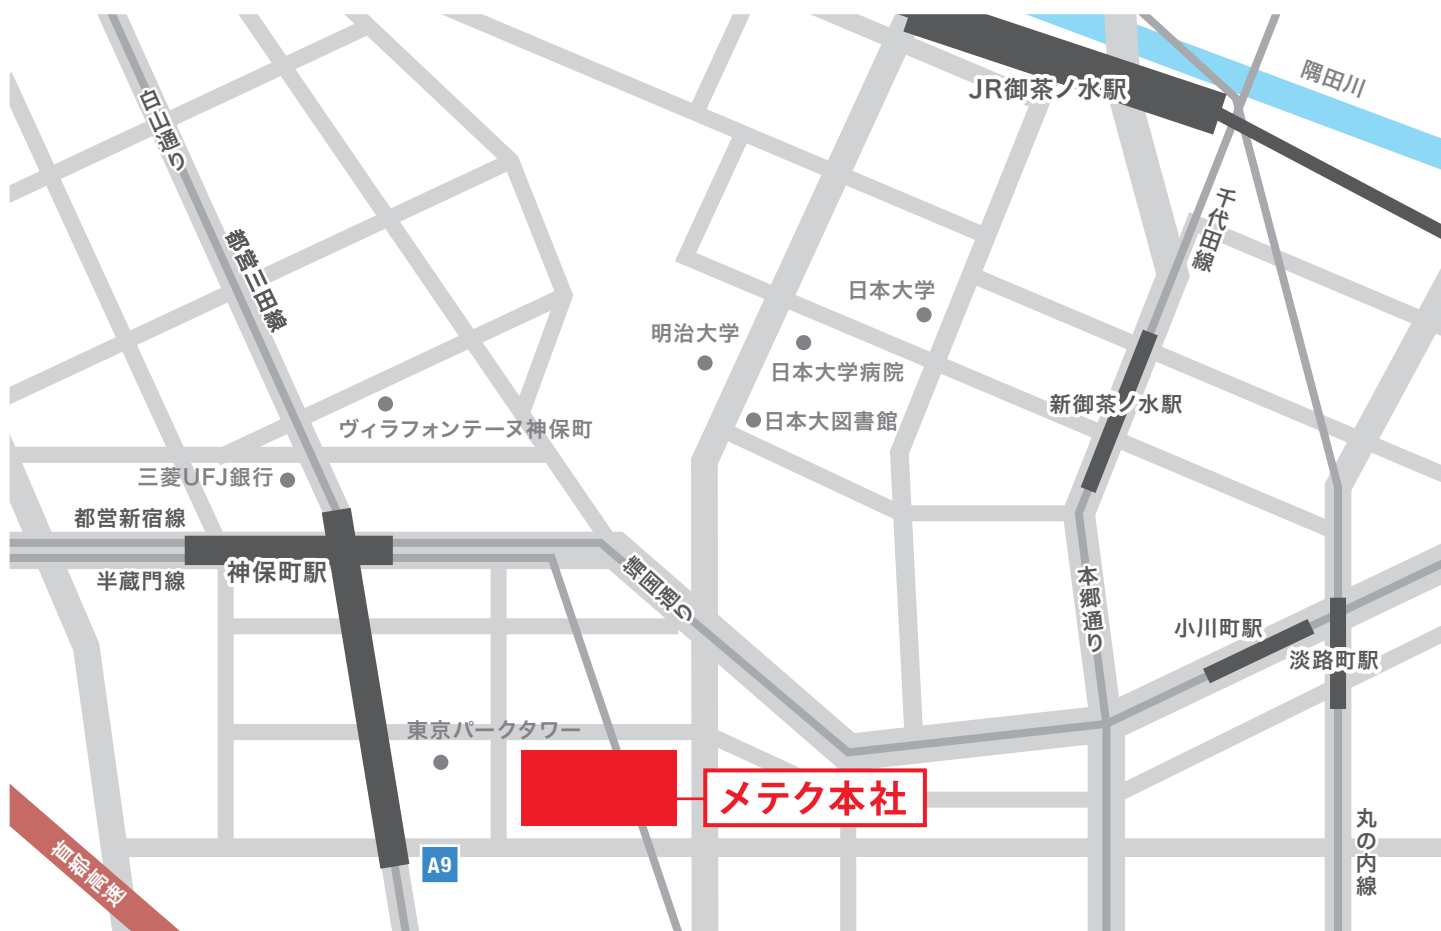 隅田川
JR御茶ノ水駅
白山通り
千代田線
都営三田線
日本大学
明治大学
日本大学病院
新御茶ノ水駅
日本大図書館
ヴィラフォンテーヌ神保町
三菱UFJ銀行
都営新宿線
神保町駅
半蔵門線
靖国通り
本郷通り
小川町駅
淡路町駅
東京パークタワー
メテク本社
丸の内線
A9
首都高速